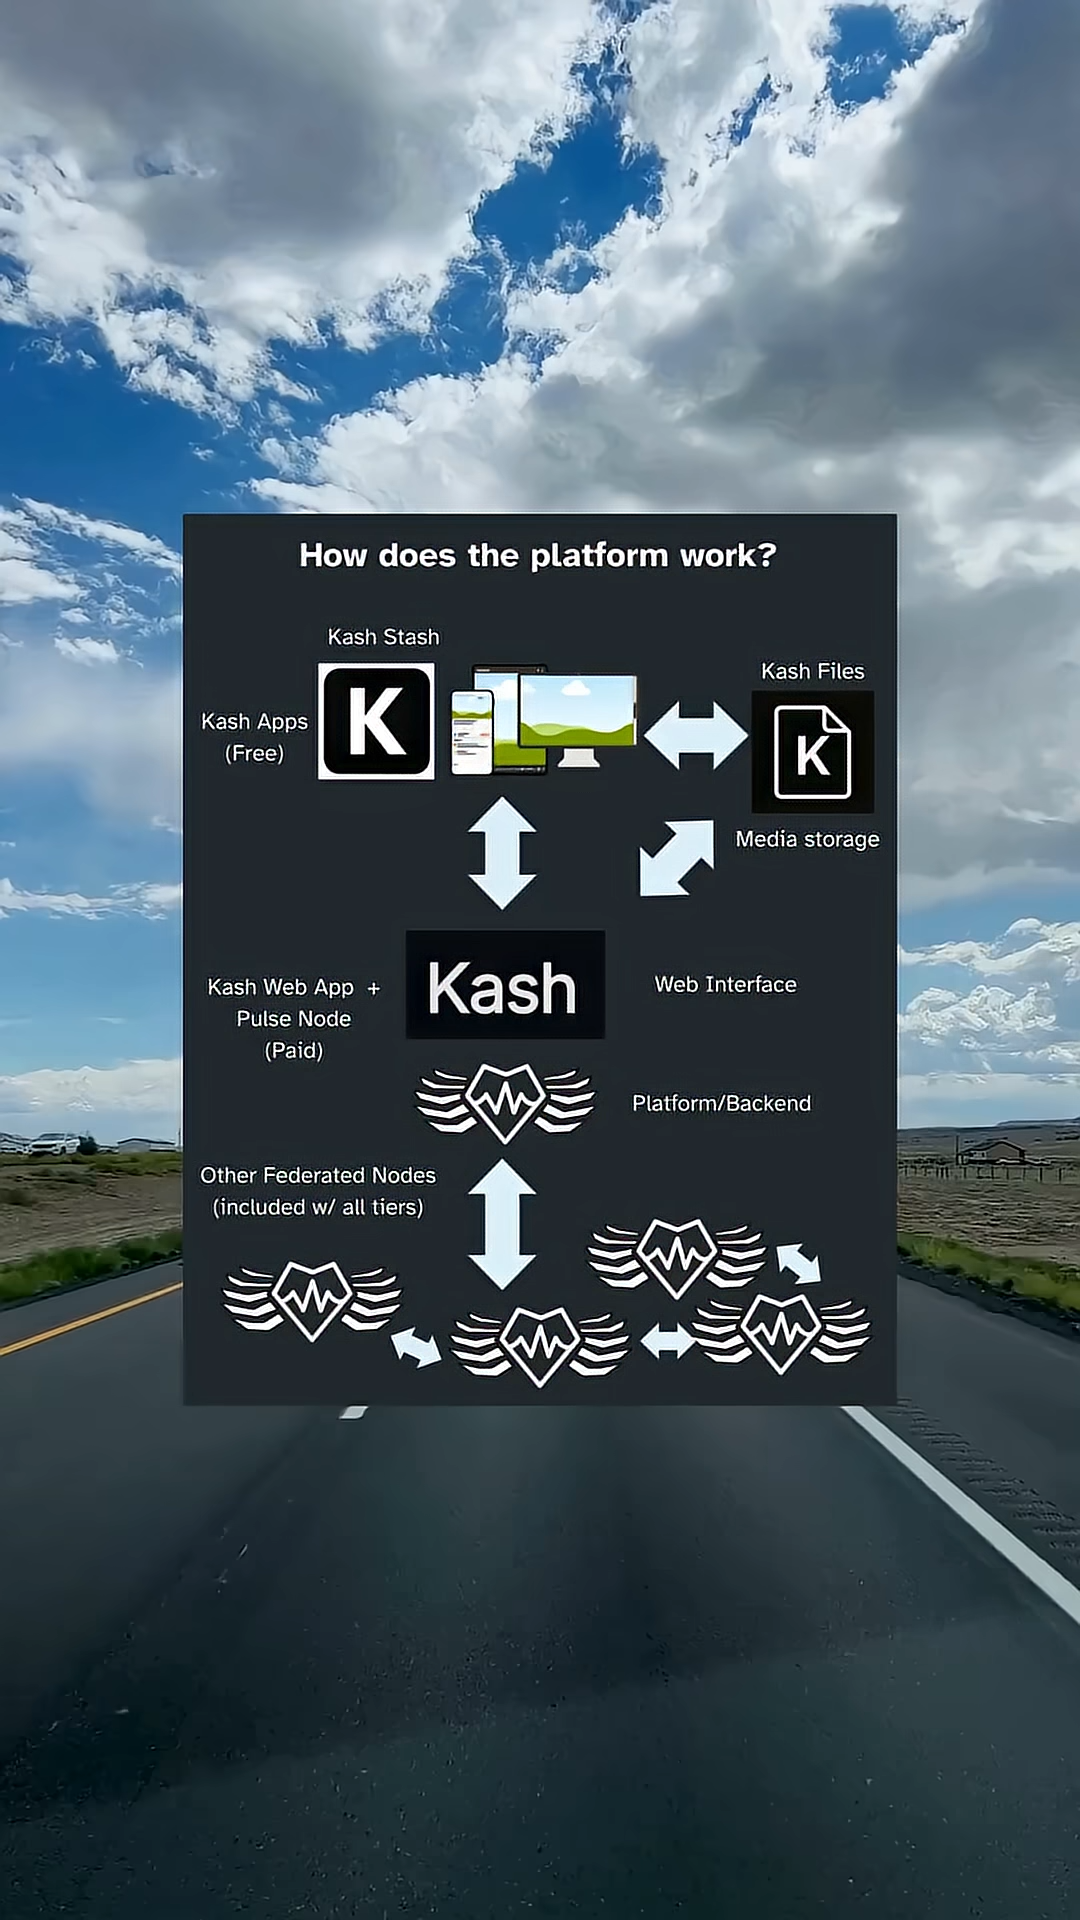 How does the platform work?
Kash Stash
Kash Files
Kash Apps
(Free)
K
K
Media storage
Kash Web App +
Pulse Node
(Paid)
Kash
Web Interface
Platform/Backend
Other Federated Nodes
(included w/ all tiers)